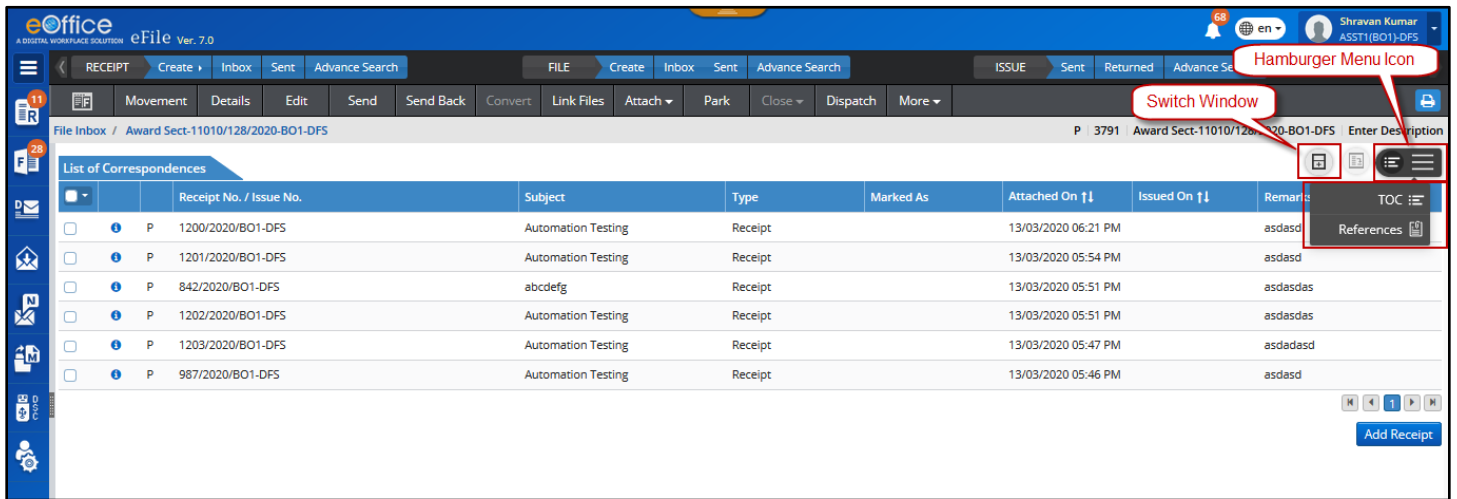 eOffice
A DIGITAL WORKPLACE SOLUTION eFile Ver. 7.0
68
en
Shravan Kumar
ASST1(BO1)-DFS
RECEIPT Create Inbox Sent Advance Search FILE Create Inbox Sent Advance Search ISSUE Sent Returned Advance Se
Hamburger Menu Icon
11
R
Movement Details Edit Send Send Back Convert Link Files Attach Park Close Dispatch More
Switch Window
File Inbox / Award Sect-11010/128/2020-BO1-DFS P 3791 Award Sect-11010/128/2020-BO1-DFS Enter Description
28
F
List of Correspondences
Receipt No. / Issue No. Subject Type Marked As Attached On Issued On Remarks
TOC
References
P 1200/2020/BO1-DFS Automation Testing Receipt 13/03/2020 06:21 PM asdasd
P 1201/2020/BO1-DFS Automation Testing Receipt 13/03/2020 05:54 PM asdasd
P 842/2020/BO1-DFS abcdefg Receipt 13/03/2020 05:51 PM asdasdas
P 1202/2020/BO1-DFS Automation Testing Receipt 13/03/2020 05:51 PM asdasdas
P 1203/2020/BO1-DFS Automation Testing Receipt 13/03/2020 05:47 PM asdadasd
P 987/2020/BO1-DFS Automation Testing Receipt 13/03/2020 05:46 PM asdasd
D
N
M
DSC
1
Add Receipt